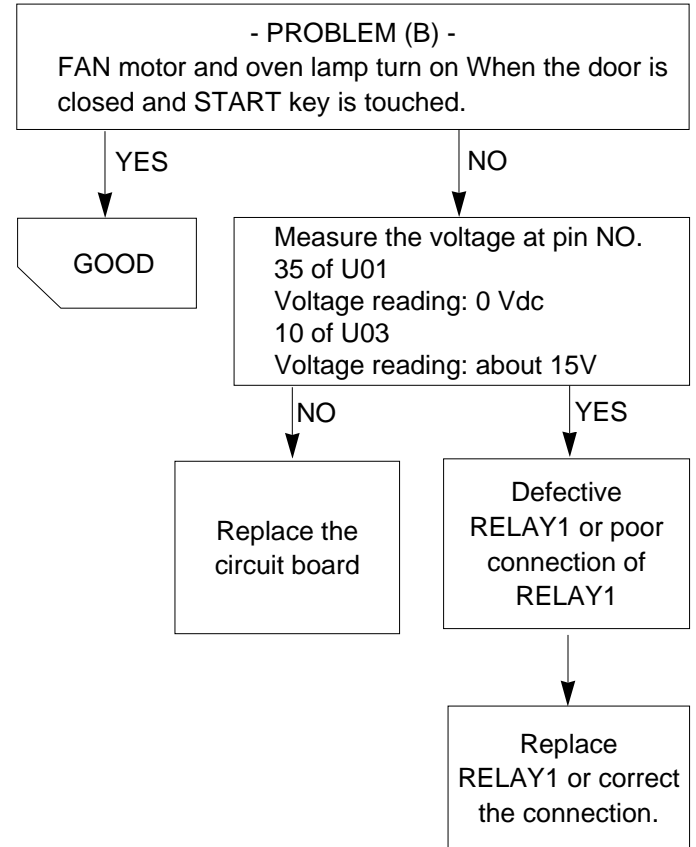 - PROBLEM (B) -
FAN motor and oven lamp turn on When the door is
closed and START key is touched.
YES
NO
GOOD
Measure the voltage at pin NO.
35 of U01
Voltage reading: 0 Vdc
10 of U03
Voltage reading: about 15V
NO
YES
Replace the
circuit board
Defective
RELAY1 or poor
connection of
RELAY1
Replace
RELAY1 or correct
the connection.